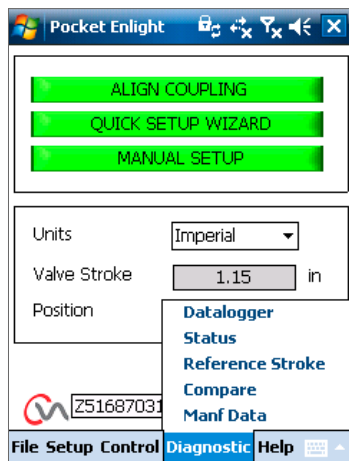 Pocket Enlight
ALIGN COUPLING
QUICK SETUP WIZARD
MANUAL SETUP
Units Imperial
Valve Stroke 1.15 in
Position
Datalogger
Status
Reference Stroke
Compare
Manf Data
Z51687031
File Setup Control Diagnostic Help